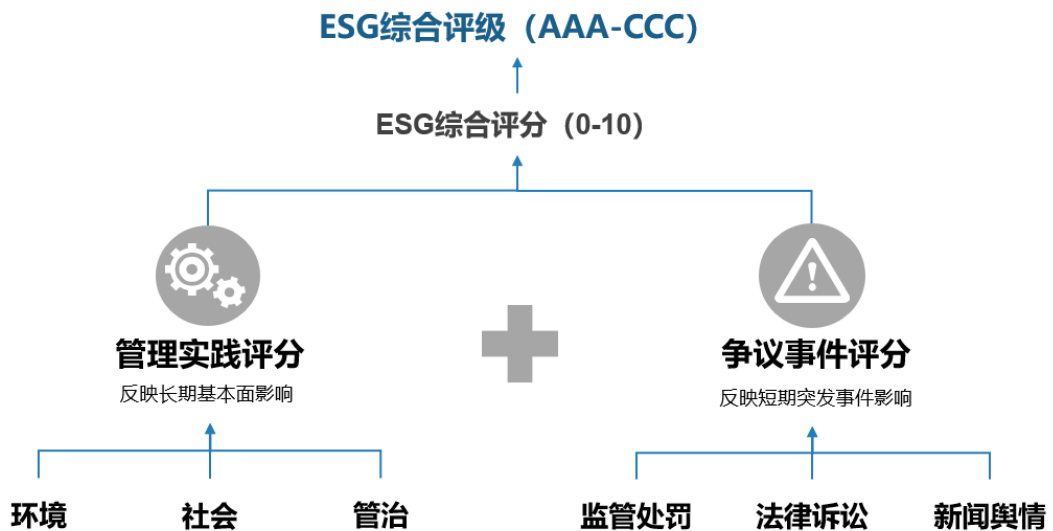 ESG综合评级（AAA-CCC）
ESG综合评分（0-10）
管理实践评分
反映长期基本面影响
争议事件评分
反映短期突发事件影响
环境
社会
管治
监管处罚
法律诉讼
新闻舆情